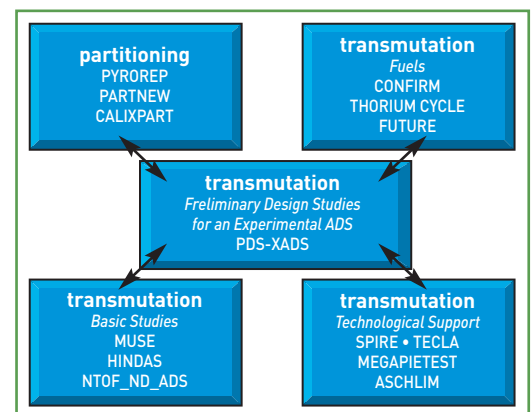 partitioning
PYROREP
PARTNEW
CALIXPART
transmutation
Fuels
CONFIRM
THORIUM CYCLE
FUTURE
transmutation
Freliminary Design Studies
for an Experimental ADS
PDS-XADS
transmutation
Basic Studies
MUSE
HINDAS
NTOF_ND_ADS
transmutation
Technological Support
SPIRE • TECLA
MEGAPIETEST
ASCHLIM